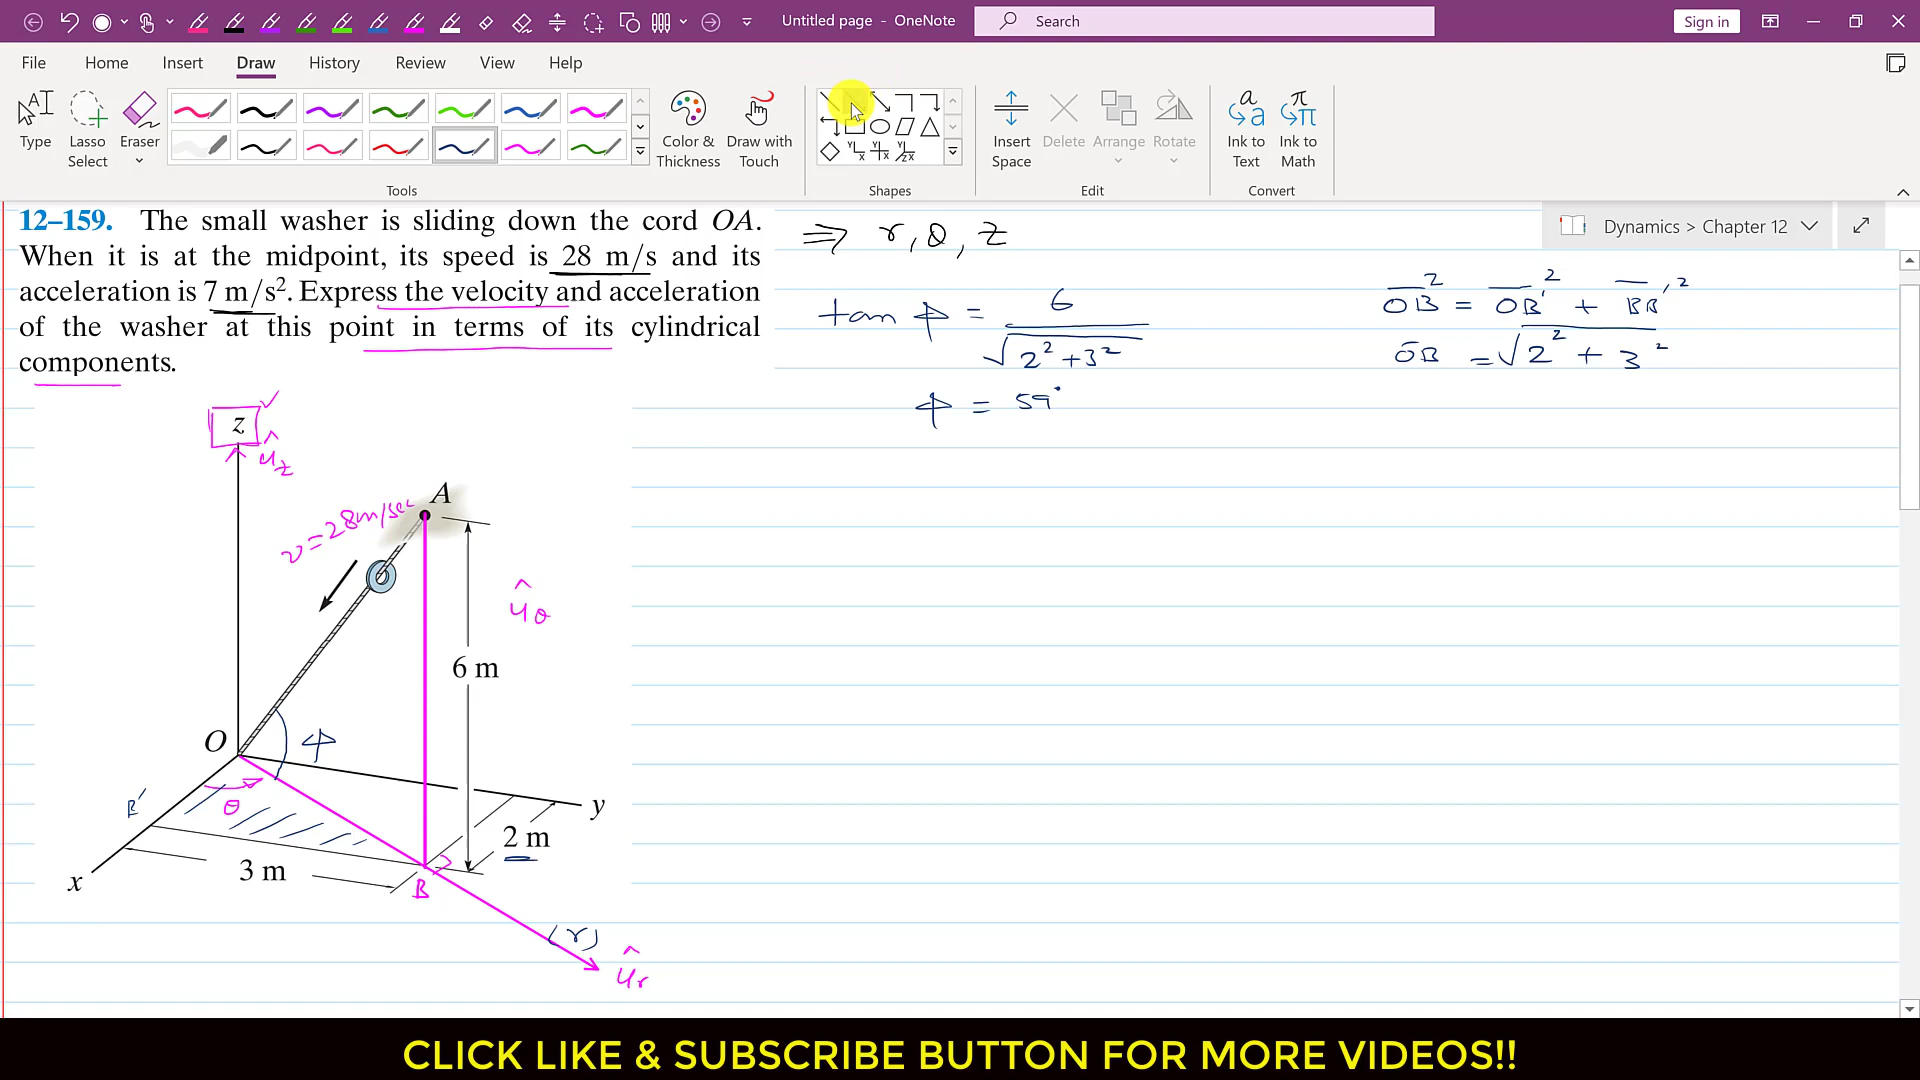 Untitled page - OneNote
Search
Sign in
File Home Insert Draw History Review View Help
Type
Lasso Select
Eraser
Color & Thickness
Draw with Touch
Insert Space
Delete
Arrange
Rotate
Ink to Text
Ink to Math
Tools
Shapes
Edit
Convert
Dynamics > Chapter 12
12–159. The small washer is sliding down the cord OA.
When it is at the midpoint, its speed is 28 m/s and its
acceleration is 7 m/s². Express the velocity and acceleration
of the washer at this point in terms of its cylindrical
components.
⇒ r, θ, z
tan ϕ = 6 / √(2² + 3²)
ϕ = 59°
OB² = OB'² + BB'²
OB = √(2² + 3²)
z ✓
û_z
A
v = 28 m/sec
û_θ
6 m
O
ϕ
B'
θ
y
2 m
3 m
x
B
(r)
û_r
CLICK LIKE & SUBSCRIBE BUTTON FOR MORE VIDEOS!!